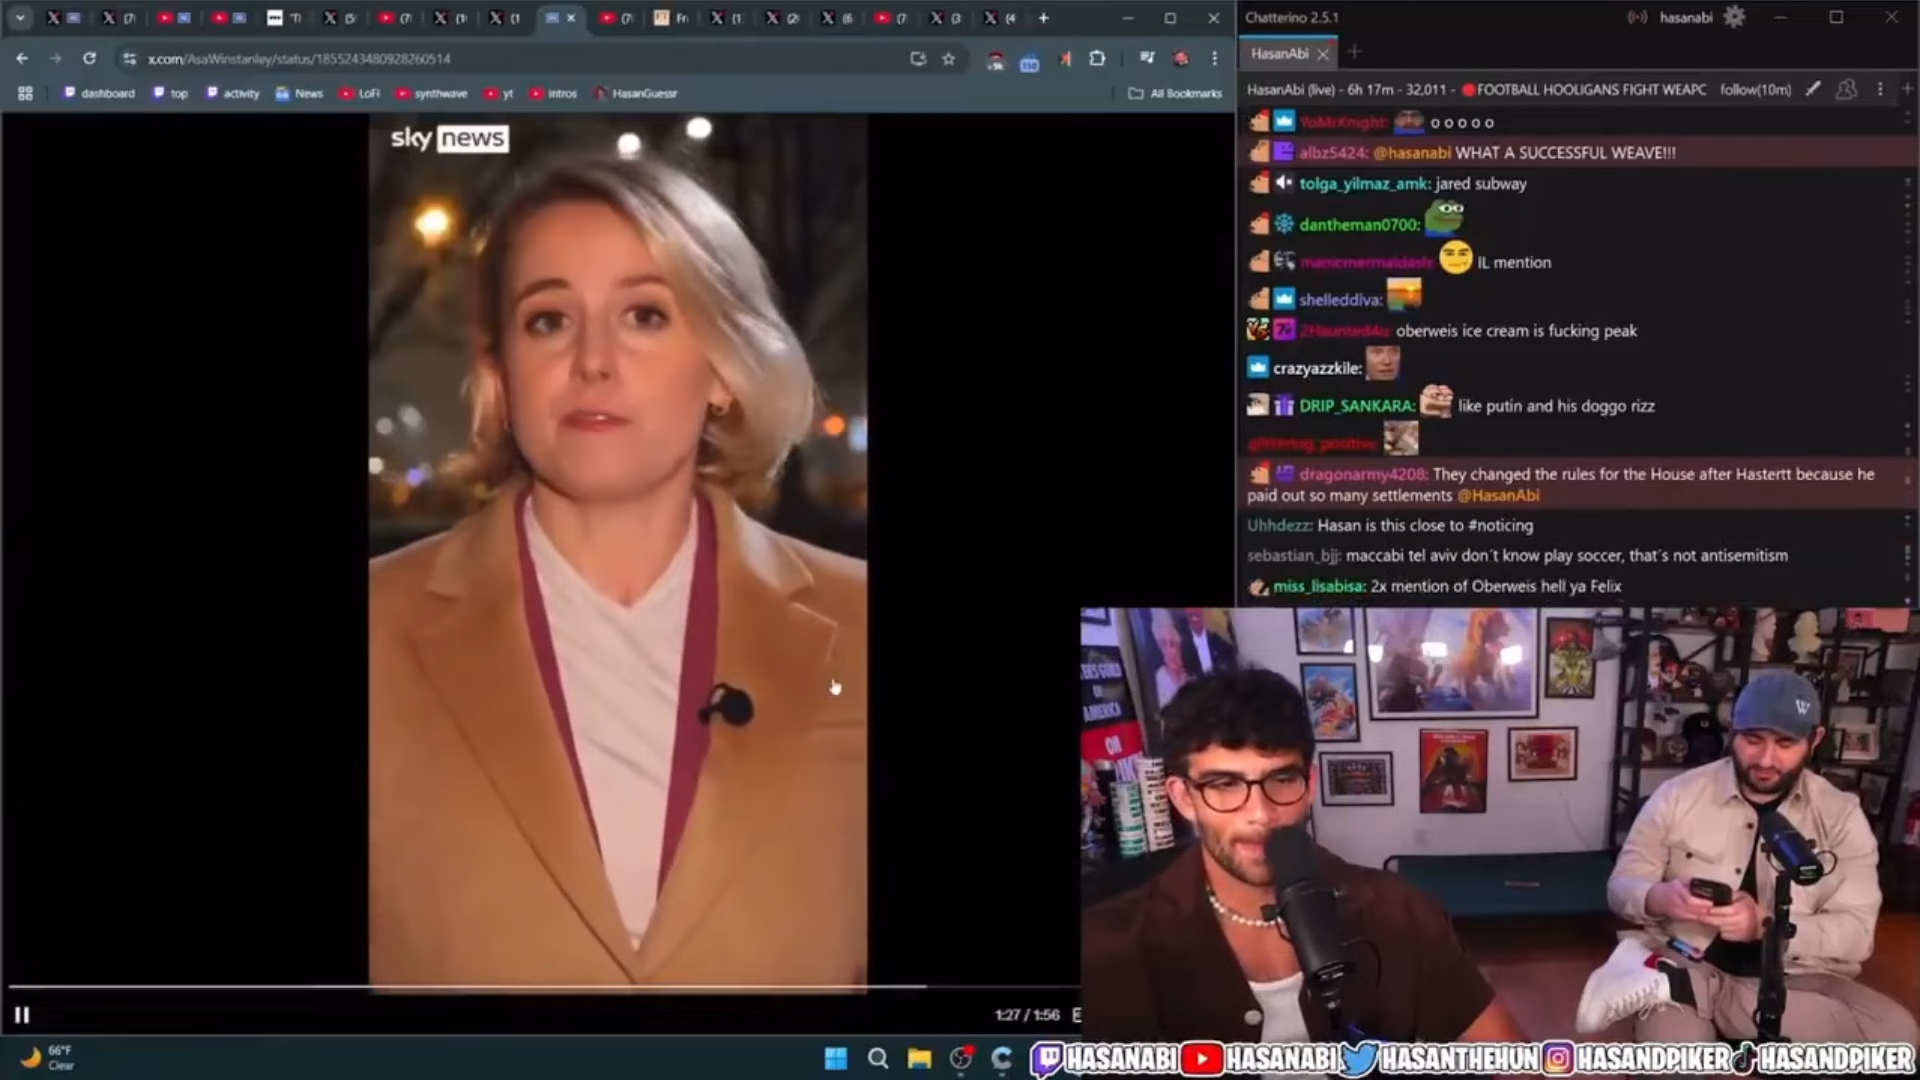 Chatterino 2.5.1
hasanabi
x.com/AsaWinstanley/status/1855243480928260514
HasanAbi
dashboard
top
activity
News
LoFi
synthwave
yt
intros
HasanGuessr
All Bookmarks
HasanAbi (live) - 6h 17m - 32,011 - 🔴FOOTBALL HOOLIGANS FIGHT WEAPC follow(10m)
sky news
YoMrKnight: o o o o o
albz5424: @hasanabi WHAT A SUCCESSFUL WEAVE!!!
tolga_yilmaz_amk: jared subway
dantheman0700:
IL mention
shelleddiva:
oberweis ice cream is fucking peak
crazyazzkile:
DRIP_SANKARA: like putin and his doggo rizz
glittering_positive:
dragonarmy4208: They changed the rules for the House after Hastertt because he
paid out so many settlements @HasanAbi
Uhhdezz: Hasan is this close to #noticing
sebastian_bjj: maccabi tel aviv don´t know play soccer, that´s not antisemitism
miss_lisabisa: 2x mention of Oberweis hell ya Felix
OF
AMERICA
ON
W
1:27 / 1:56
66°F
Clear
HASANABI HASANABI HASANTHEHUN HASANDPIKER HASANDPIKER